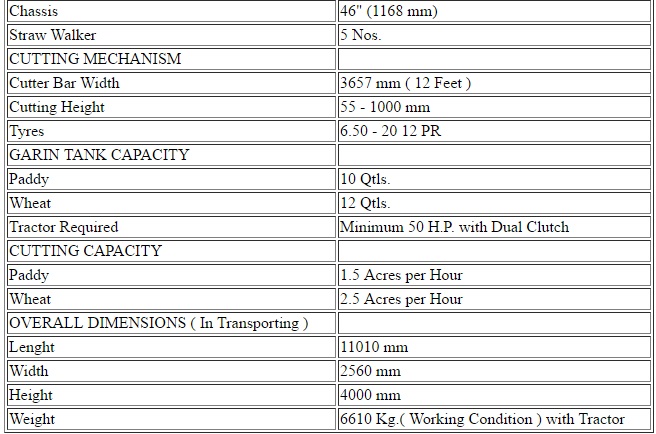 Chassis 46" (1168 mm)
Straw Walker 5 Nos.
CUTTING MECHANISM
Cutter Bar Width 3657 mm ( 12 Feet )
Cutting Height 55 - 1000 mm
Tyres 6.50 - 20 12 PR
GARIN TANK CAPACITY
Paddy 10 Qtls.
Wheat 12 Qtls.
Tractor Required Minimum 50 H.P. with Dual Clutch
CUTTING CAPACITY
Paddy 1.5 Acres per Hour
Wheat 2.5 Acres per Hour
OVERALL DIMENSIONS ( In Transporting )
Lenght 11010 mm
Width 2560 mm
Height 4000 mm
Weight 6610 Kg.( Working Condition ) with Tractor